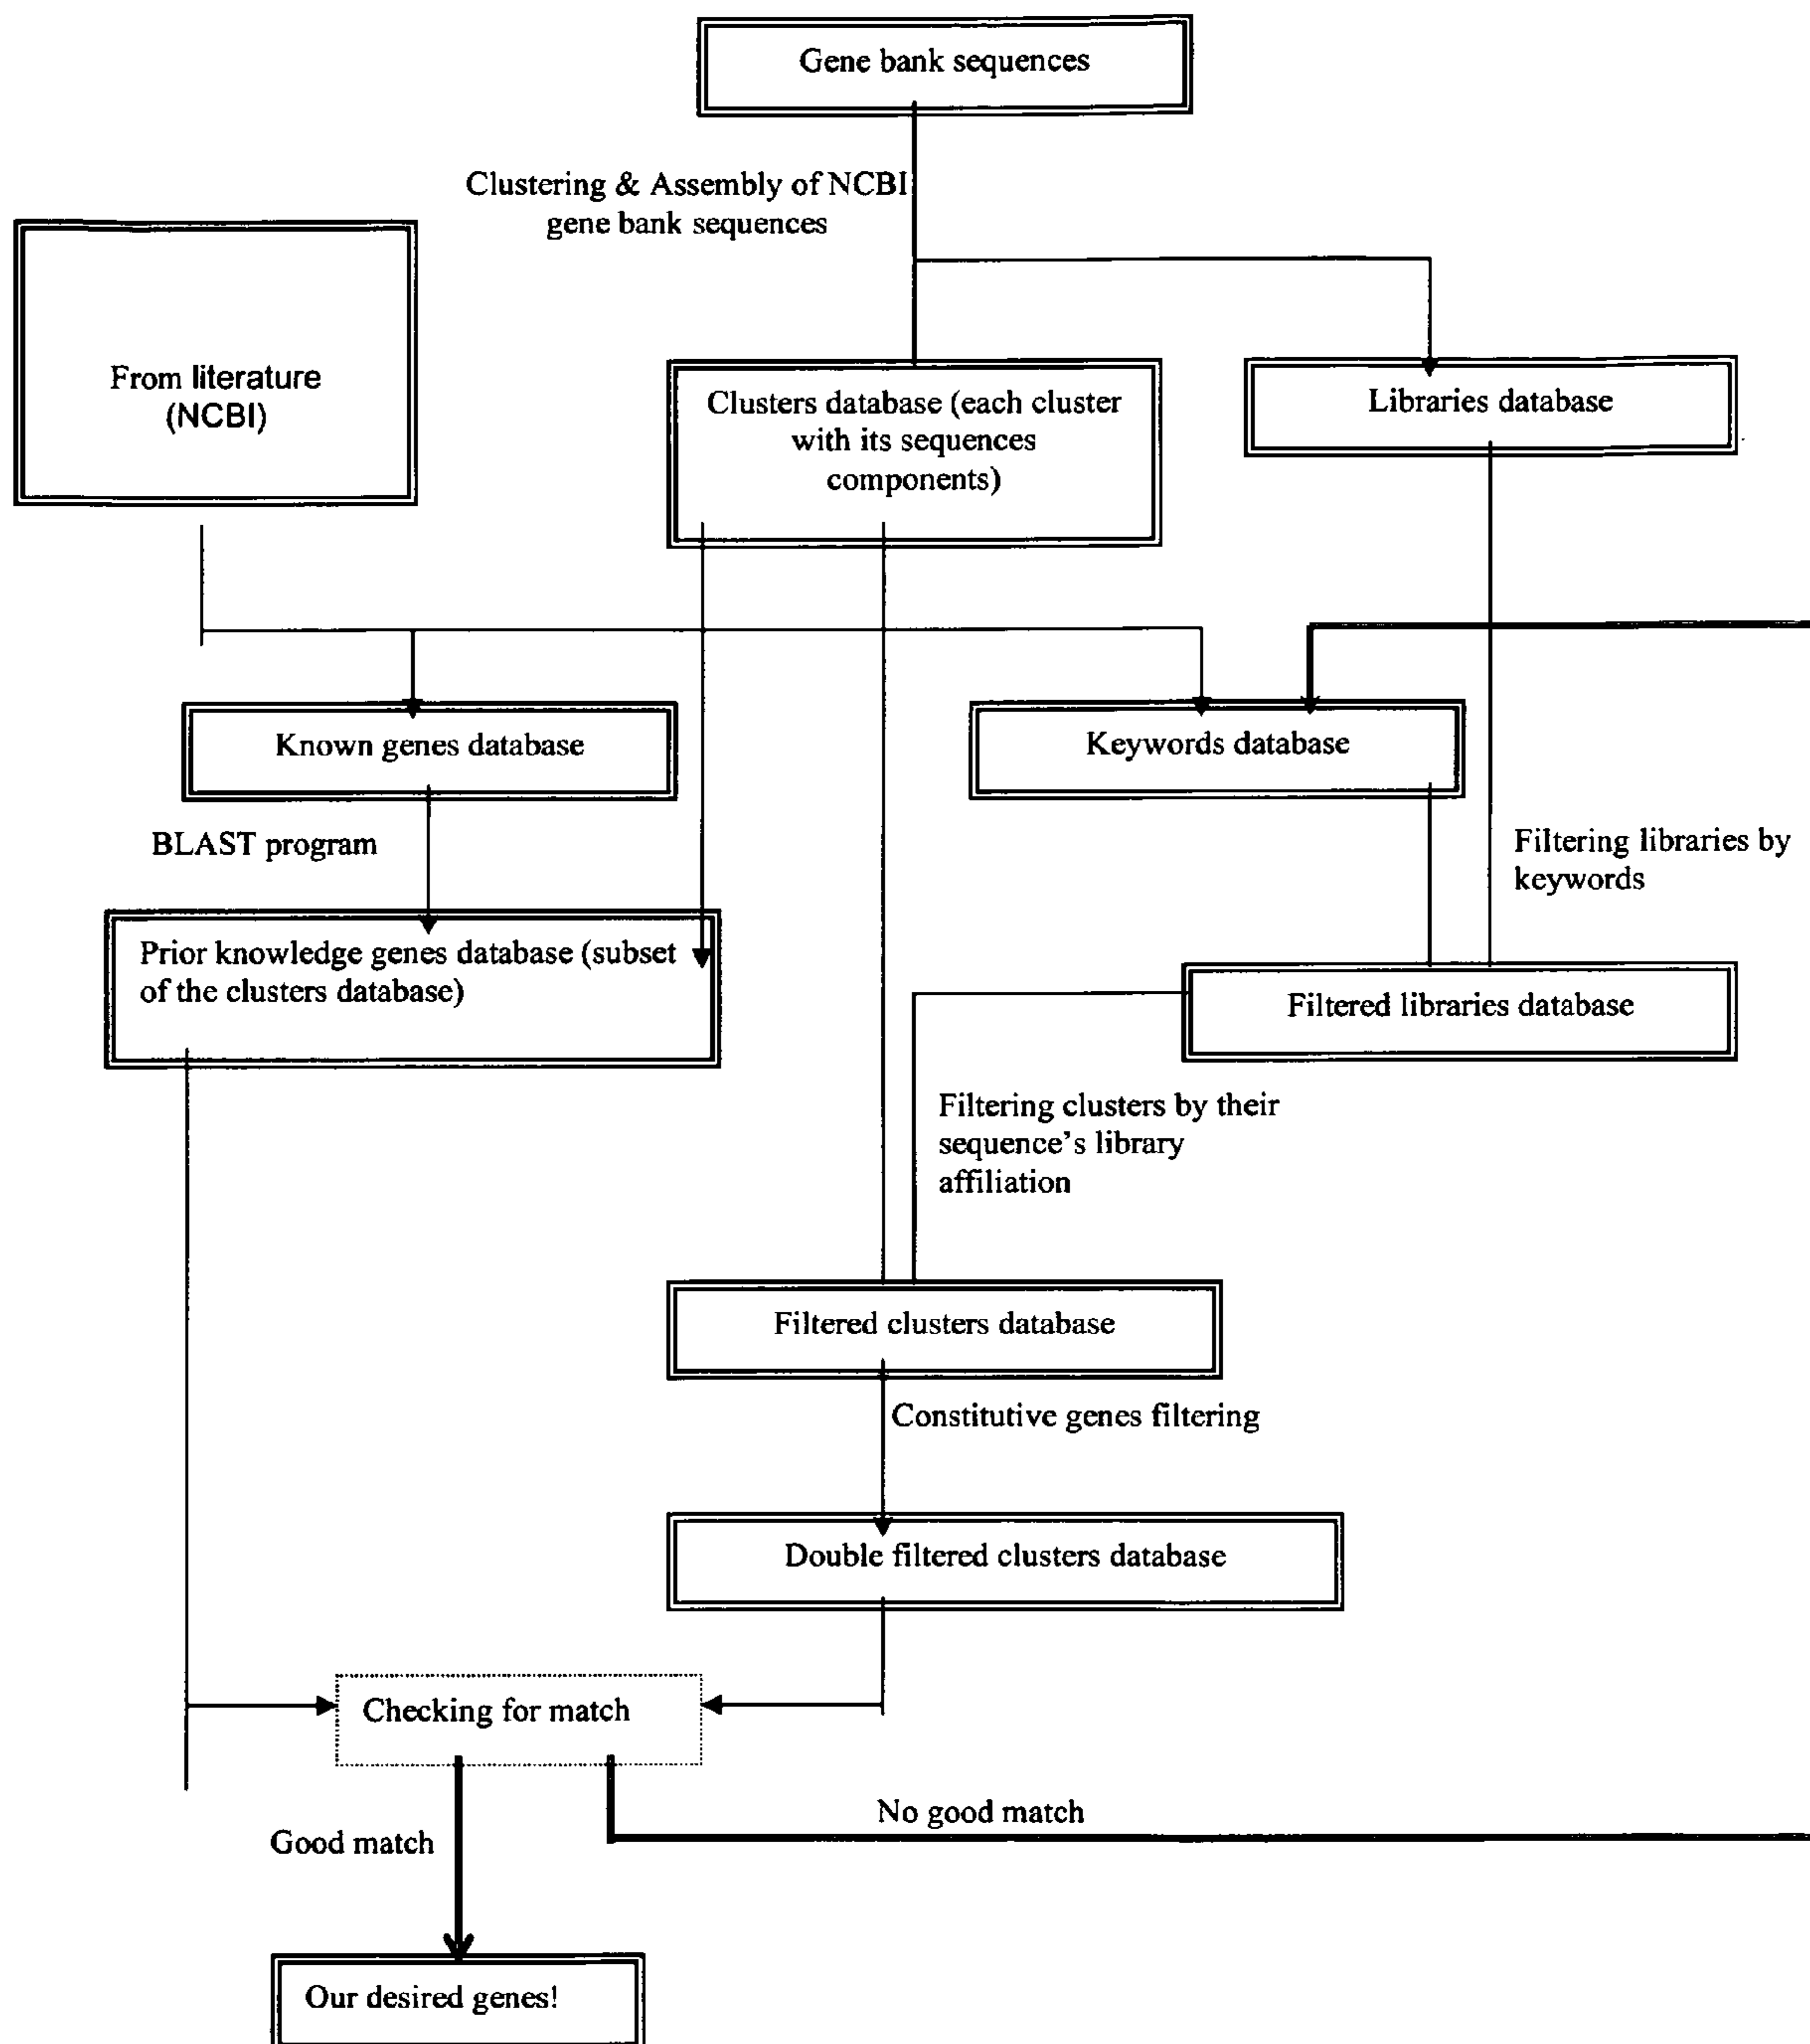 Gene bank sequences
Clustering & Assembly of NCBI
gene bank sequences
From literature
(NCBI)
Clusters database (each cluster
with its sequences
components)
Libraries database
Known genes database
Keywords database
BLAST program
Filtering libraries by
keywords
Prior knowledge genes database (subset
of the clusters database)
Filtered libraries database
Filtering clusters by their
sequence's library
affiliation
Filtered clusters database
Constitutive genes filtering
Double filtered clusters database
Checking for match
No good match
Good match
Our desired genes!